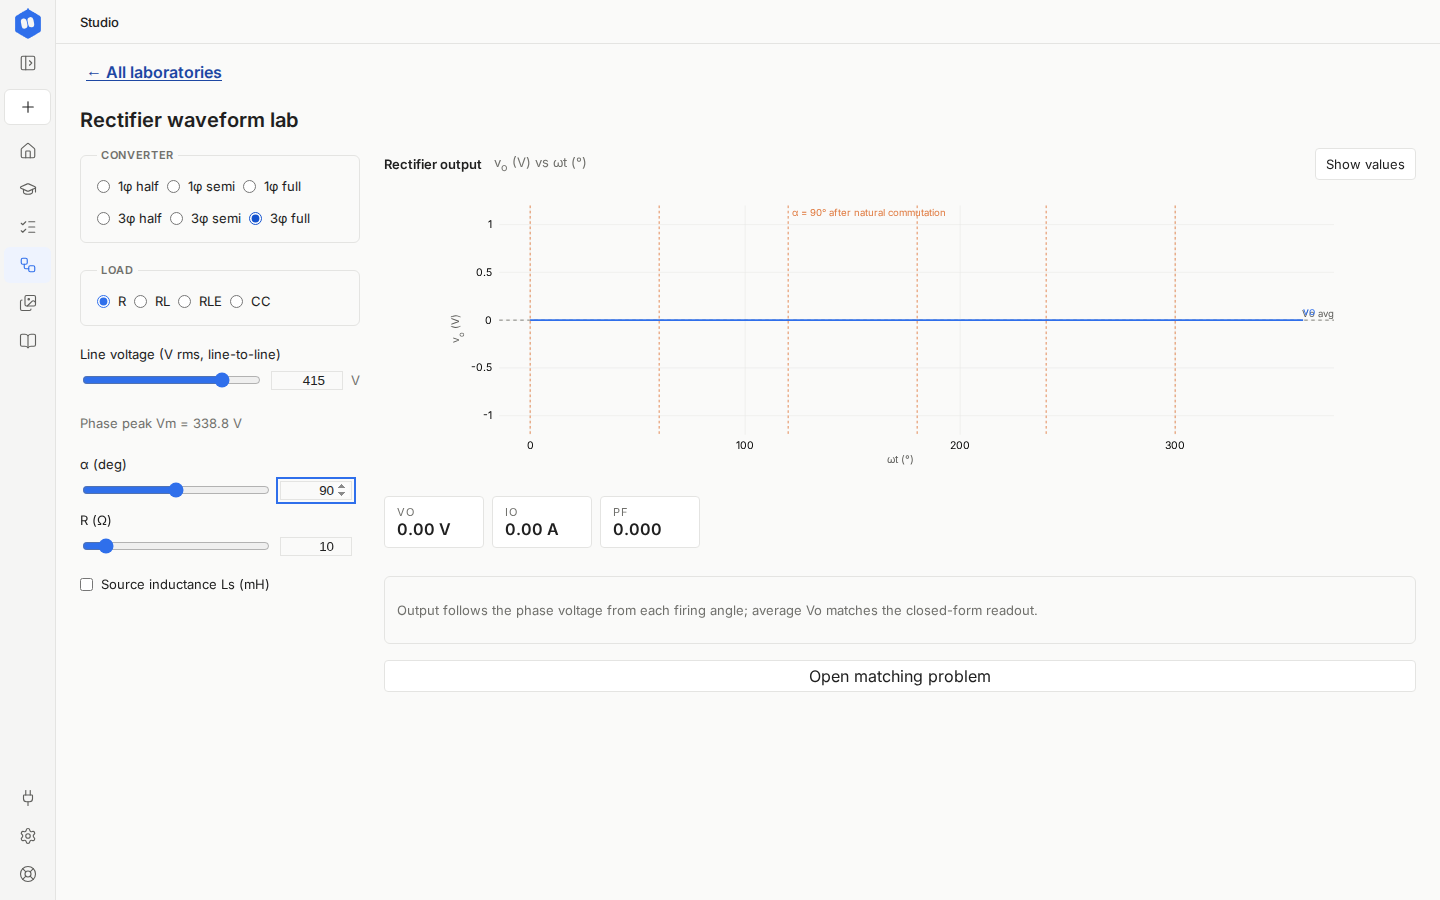 Studio
← All laboratories
Rectifier waveform lab
CONVERTER
1φ half 1φ semi 1φ full
3φ half 3φ semi 3φ full
LOAD
R RL RLE CC
Line voltage (V rms, line-to-line)
415 V
Phase peak Vm = 338.8 V
α (deg)
90
R (Ω)
10
Source inductance Ls (mH)
Rectifier output vo (V) vs ωt (°)
Show values
α = 90° after natural commutation
1
0.5
0
-0.5
-1
vo (V)
avg
0 100 200 300
ωt (°)
VO
0.00 V
IO
0.00 A
PF
0.000
Output follows the phase voltage from each firing angle; average Vo matches the closed-form readout.
Open matching problem